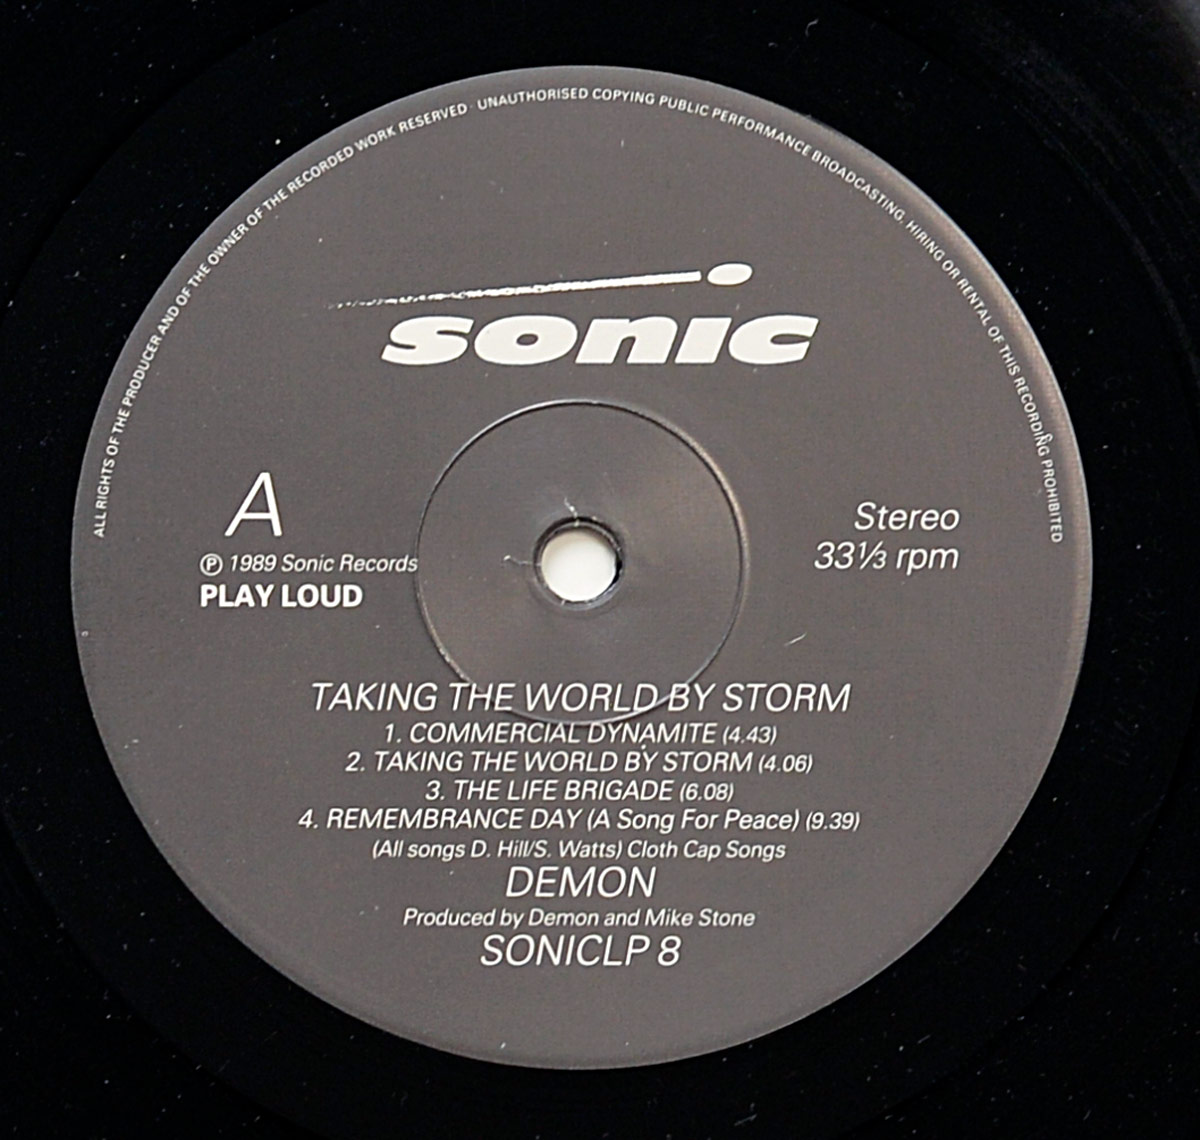 ALL RIGHTS OF THE PRODUCER AND OF THE OWNER OF THE RECORDED WORK RESERVED · UNAUTHORISED COPYING PUBLIC PERFORMANCE BROADCASTING, HIRING OR RENTAL OF THIS RECORDING PROHIBITED
sonic
A
℗ 1989 Sonic Records
PLAY LOUD
Stereo
33⅓ rpm
TAKING THE WORLD BY STORM
1. COMMERCIAL DYNAMITE (4.43)
2. TAKING THE WORLD BY STORM (4.06)
3. THE LIFE BRIGADE (6.08)
4. REMEMBRANCE DAY (A Song For Peace) (9.39)
(All songs D. Hill/S. Watts) Cloth Cap Songs
DEMON
Produced by Demon and Mike Stone
SONICLP 8